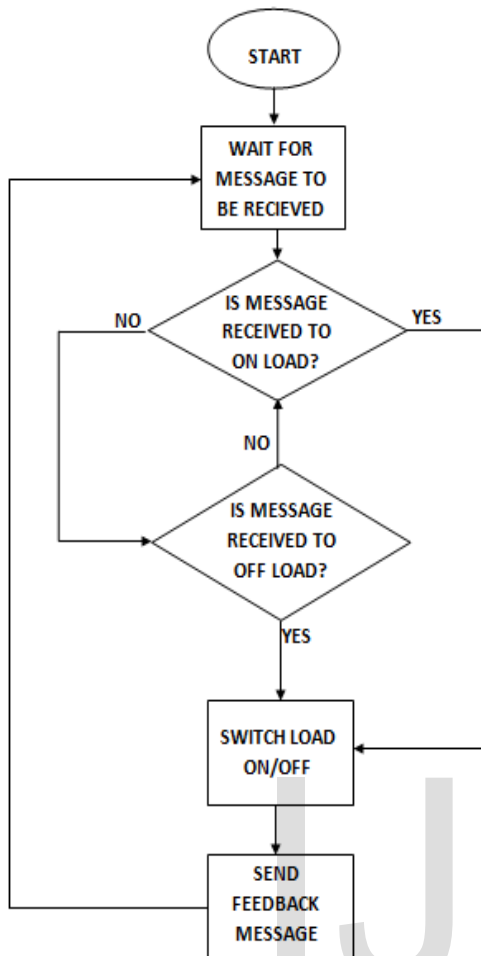 START
WAIT FOR
MESSAGE TO
BE RECIEVED
IS MESSAGE
RECEIVED TO
ON LOAD?
NO
YES
NO
IS MESSAGE
RECEIVED TO
OFF LOAD?
YES
SWITCH LOAD
ON/OFF
SEND
FEEDBACK
MESSAGE
IJ